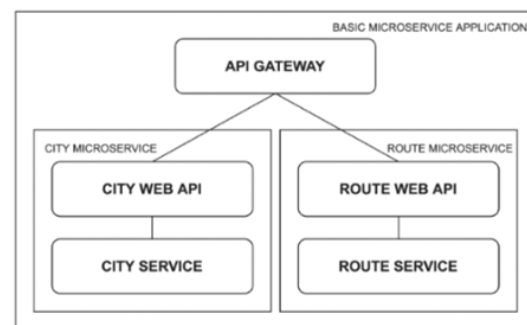 BASIC MICROSERVICE APPLICATION
API GATEWAY
CITY MICROSERVICE
CITY WEB API
CITY SERVICE
ROUTE MICROSERVICE
ROUTE WEB API
ROUTE SERVICE